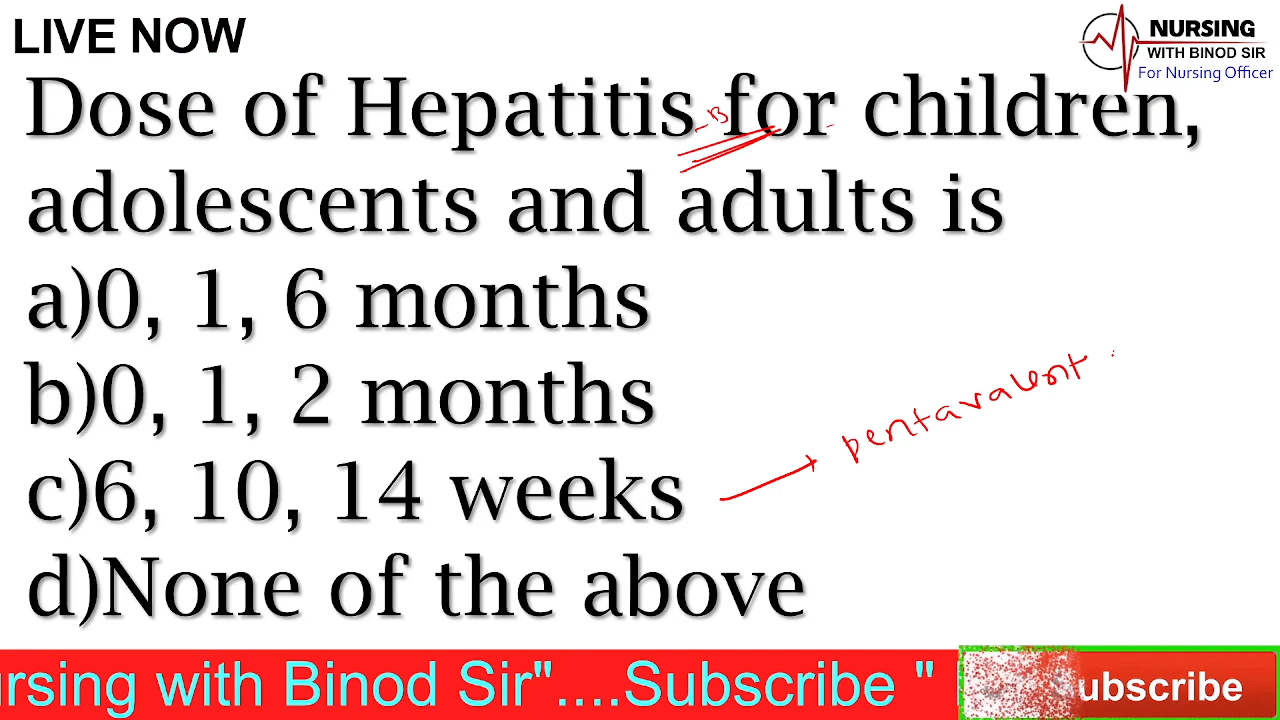 LIVE NOW
NURSING
WITH BINOD SIR
For Nursing Officer
Dose of Hepatitis -B for children,
adolescents and adults is
a)0, 1, 6 months
b)0, 1, 2 months
c)6, 10, 14 weeks
pentavalent
d)None of the above
ursing with Binod Sir"....Subscribe "
ubscribe